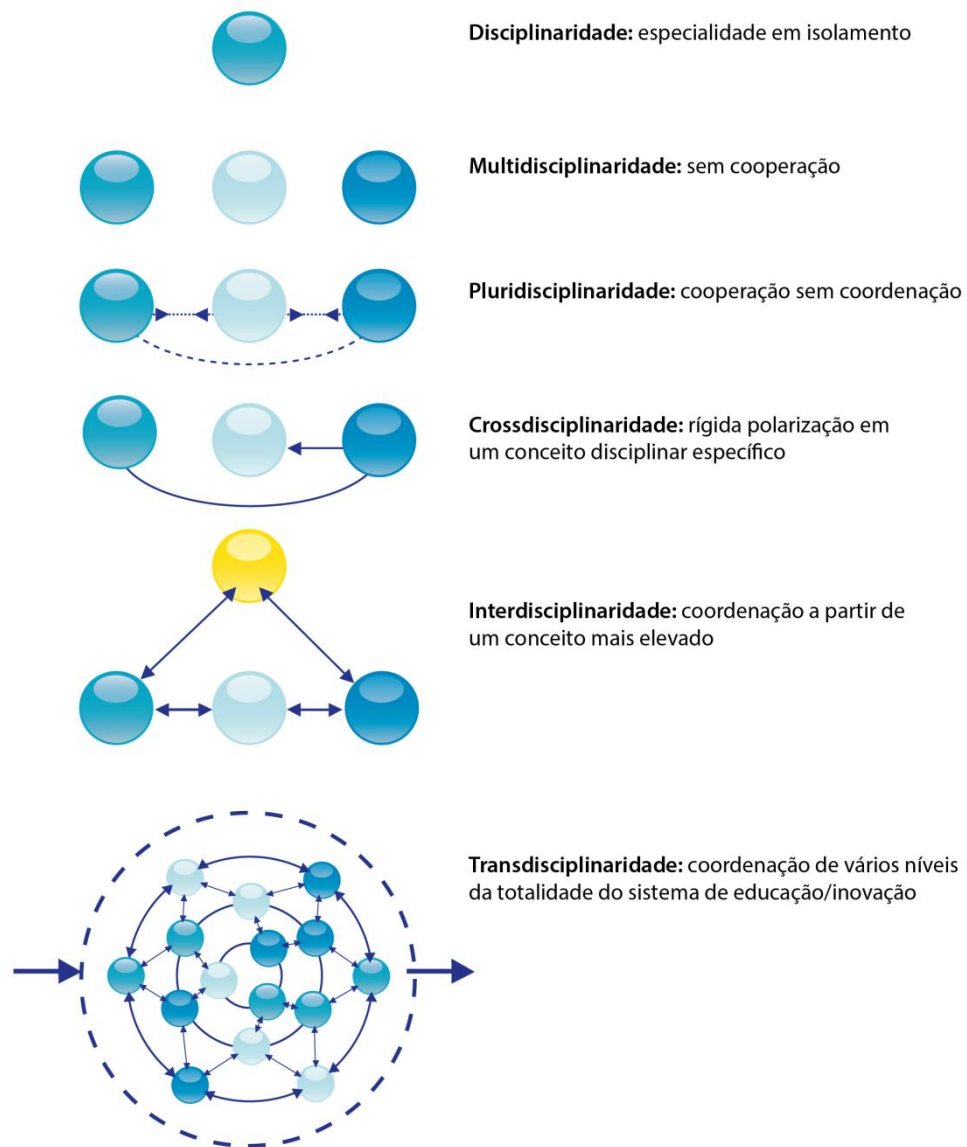 Disciplinaridade: especialidade em isolamento
Multidisciplinaridade: sem cooperação
Pluridisciplinaridade: cooperação sem coordenação
Crossdisciplinaridade: rígida polarização em
um conceito disciplinar específico
Interdisciplinaridade: coordenação a partir de
um conceito mais elevado
Transdisciplinaridade: coordenação de vários níveis
da totalidade do sistema de educação/inovação